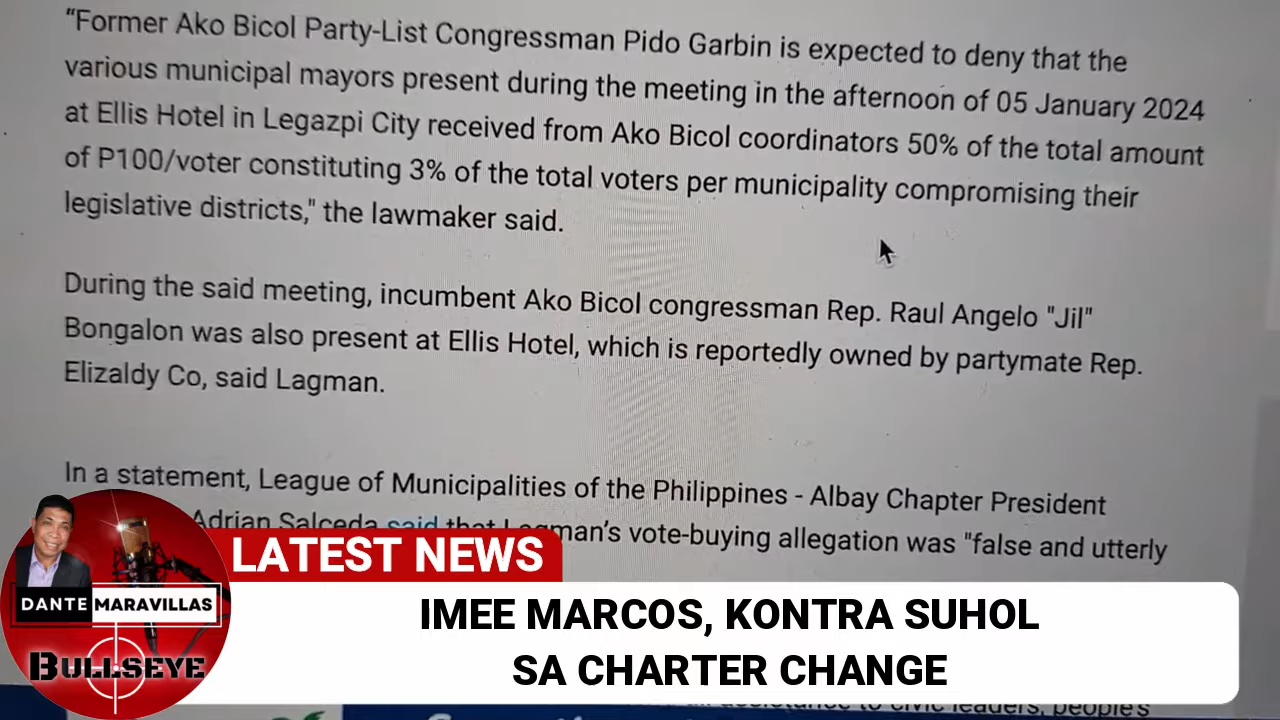 “Former Ako Bicol Party-List Congressman Pido Garbin is expected to deny that the
various municipal mayors present during the meeting in the afternoon of 05 January 2024
at Ellis Hotel in Legazpi City received from Ako Bicol coordinators 50% of the total amount
of P100/voter constituting 3% of the total voters per municipality compromising their
legislative districts," the lawmaker said.
During the said meeting, incumbent Ako Bicol congressman Rep. Raul Angelo "Jil"
Bongalon was also present at Ellis Hotel, which is reportedly owned by partymate Rep.
Elizaldy Co, said Lagman.
In a statement, League of Municipalities of the Philippines - Albay Chapter President
Adrian Salceda said that Lagman’s vote-buying allegation was "false and utterly
LATEST NEWS
DANTE MARAVILLAS
BULLSEYE
IMEE MARCOS, KONTRA SUHOL
SA CHARTER CHANGE
to civic leaders, people's